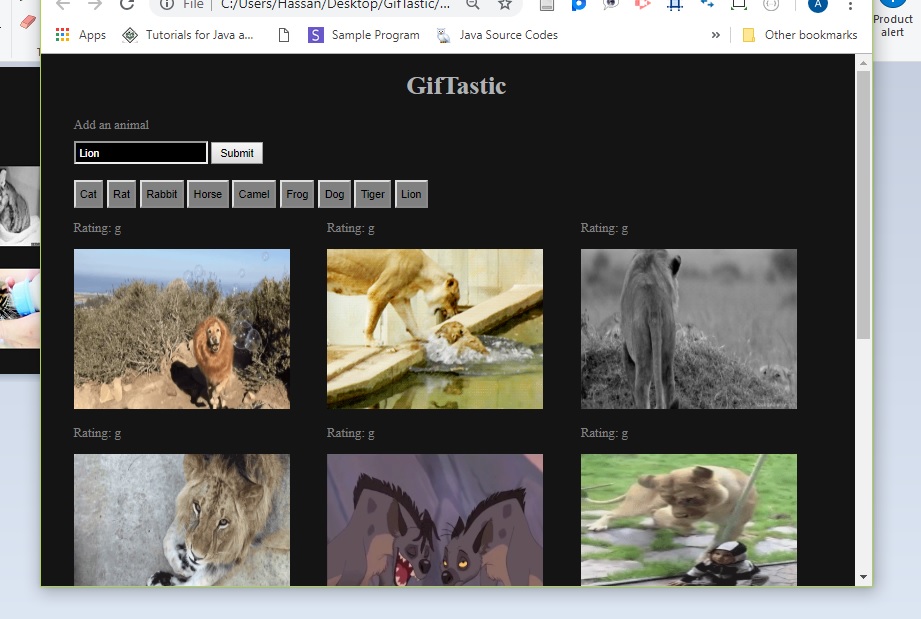 File | C:/Users/Hassan/Desktop/GifTastic/...
Product
alert
Apps Tutorials for Java a... S Sample Program Java Source Codes » Other bookmarks
GifTastic
Add an animal
Lion Submit
Cat Rat Rabbit Horse Camel Frog Dog Tiger Lion
Rating: g Rating: g Rating: g
Rating: g Rating: g Rating: g